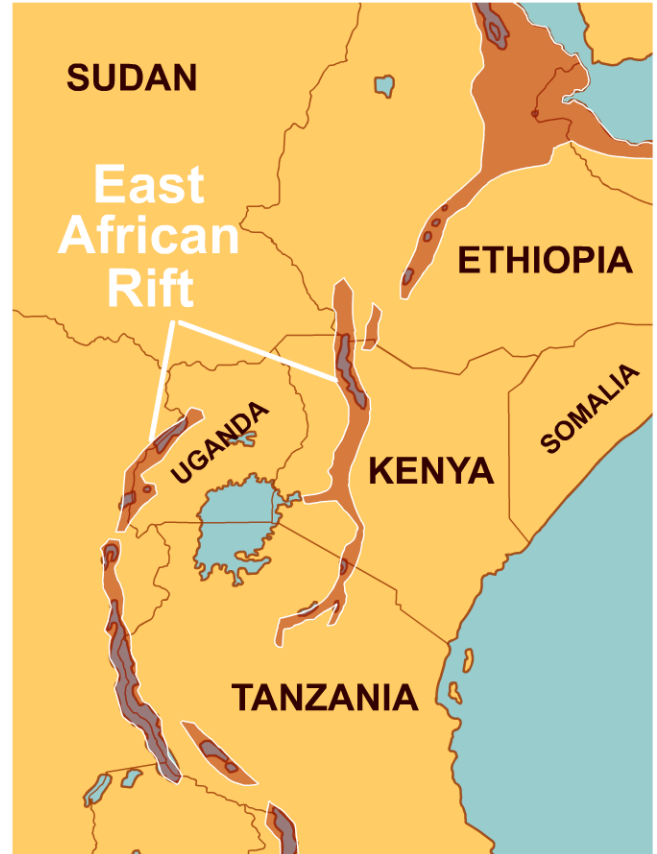 SUDAN
East
African
Rift
ETHIOPIA
SOMALIA
UGANDA
KENYA
TANZANIA